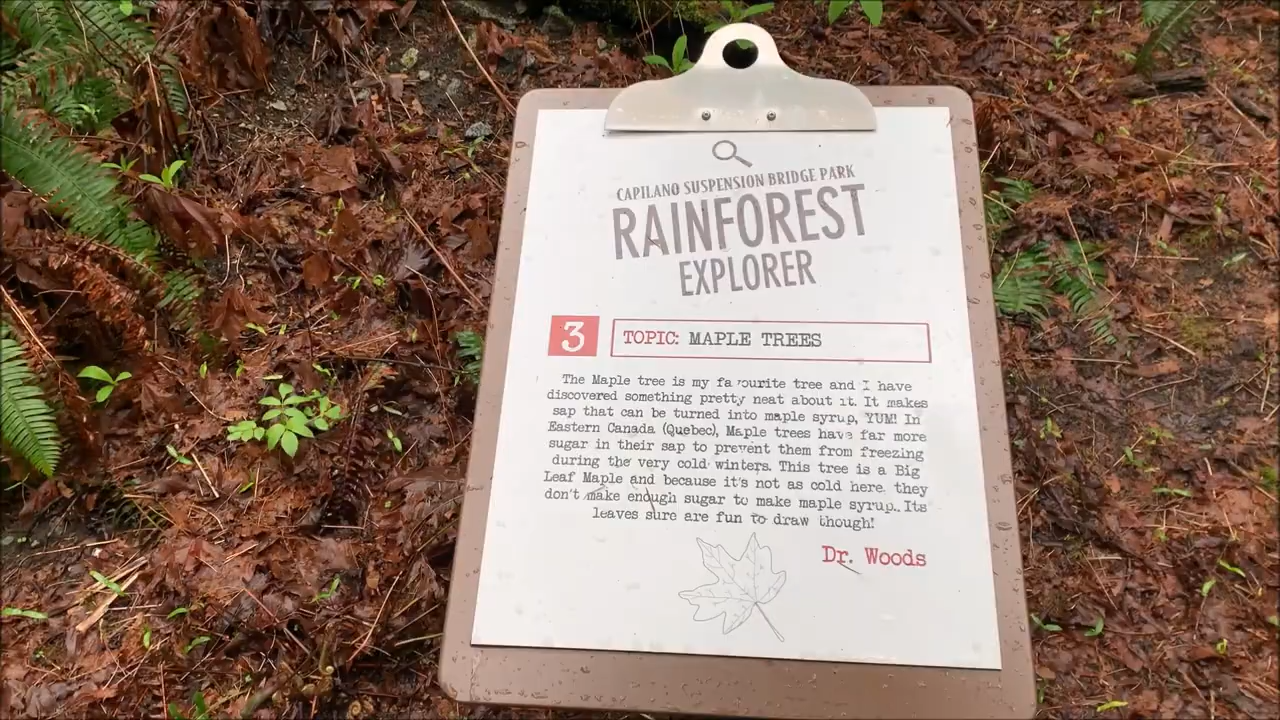 CAPILANO SUSPENSION BRIDGE PARK
RAINFOREST
EXPLORER
3 TOPIC: MAPLE TREES
The Maple tree is my favourite tree and I have
discovered something pretty neat about it. It makes
sap that can be turned into maple syrup, YUM! In
Eastern Canada (Quebec), Maple trees have far more
sugar in their sap to prevent them from freezing
during the very cold winters. This tree is a Big
Leaf Maple and because it's not as cold here they
don't make enough sugar to make maple syrup. Its
leaves sure are fun to draw though!
Dr. Woods